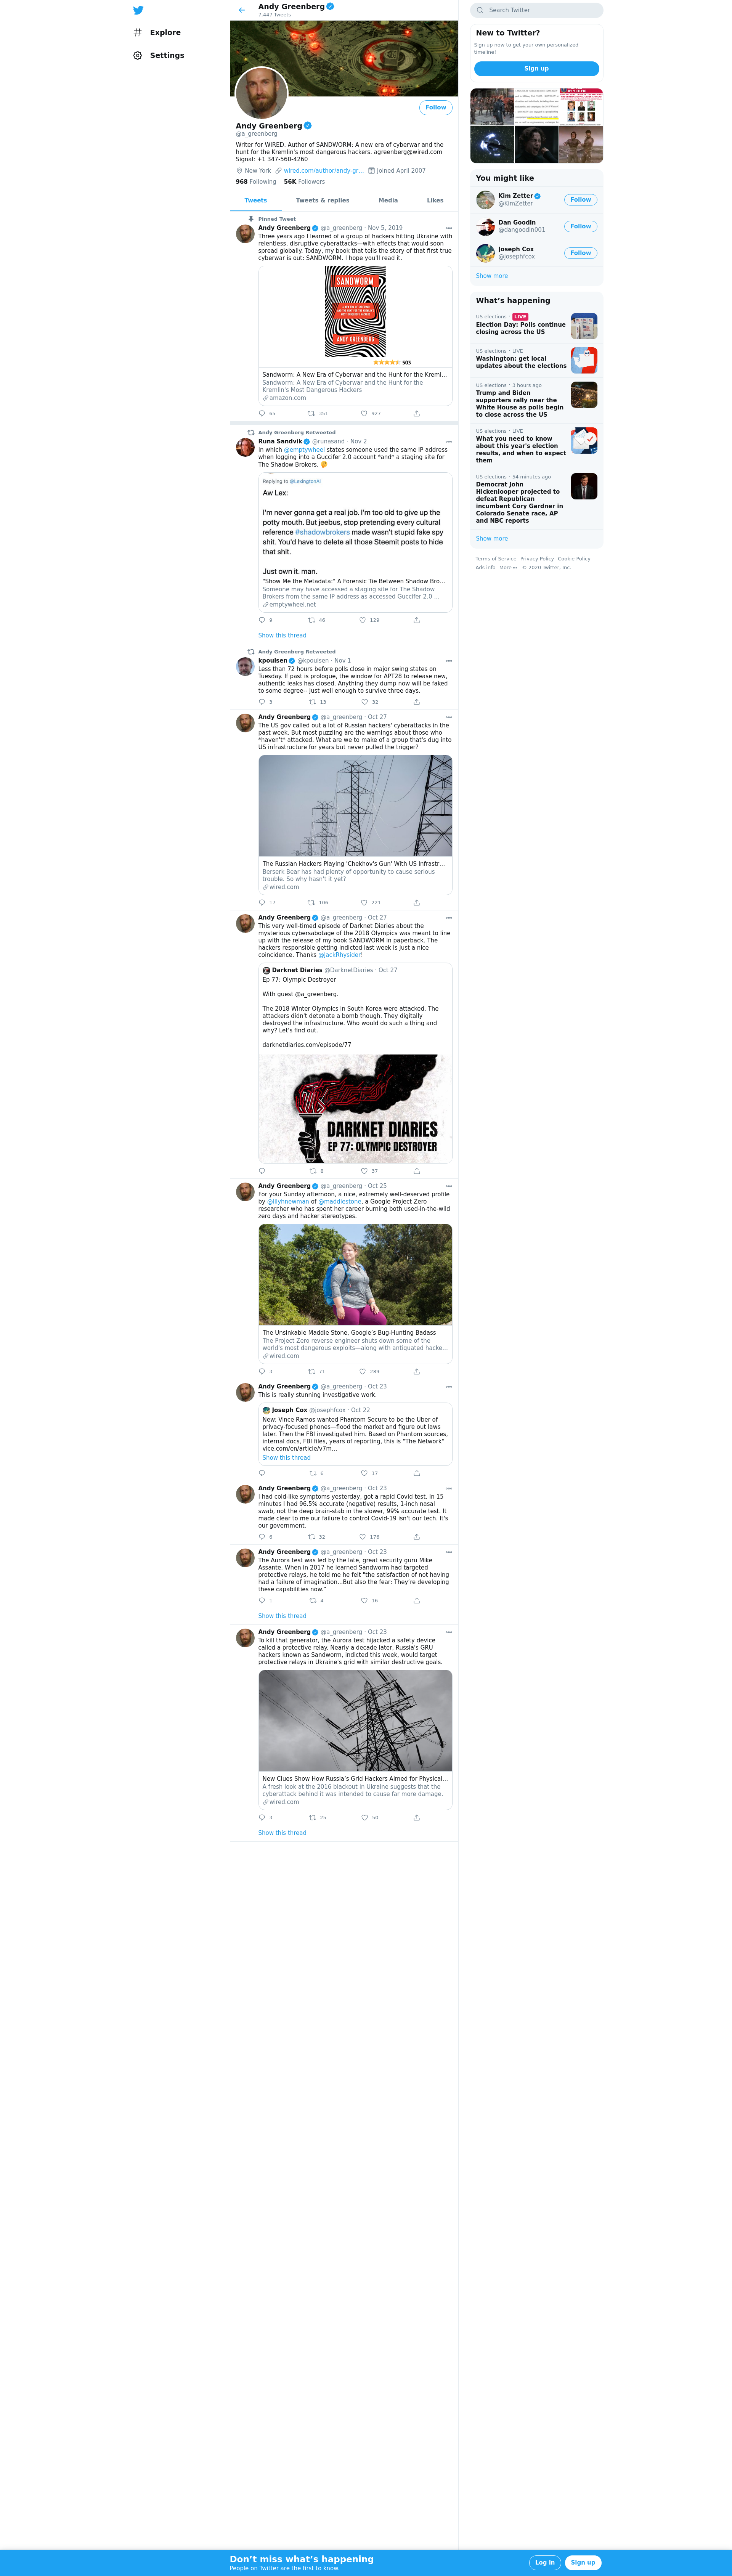 Explore
Settings
Andy Greenberg
7,447 Tweets
Follow
Andy Greenberg
@a_greenberg
Writer for WIRED. Author of SANDWORM: A new era of cyberwar and the
hunt for the Kremlin's most dangerous hackers. agreenberg@wired.com
Signal: +1 347-560-4260
New York wired.com/author/andy-gr… Joined April 2007
968 Following 56K Followers
Tweets Tweets & replies Media Likes
Pinned Tweet
Andy Greenberg @a_greenberg · Nov 5, 2019
Three years ago I learned of a group of hackers hitting Ukraine with
relentless, disruptive cyberattacks—with effects that would soon
spread globally. Today, my book that tells the story of that first true
cyberwar is out: SANDWORM. I hope you'll read it.
SANDWORM
ANDY GREENBERG
503
Sandworm: A New Era of Cyberwar and the Hunt for the Kreml…
Sandworm: A New Era of Cyberwar and the Hunt for the
Kremlin's Most Dangerous Hackers
amazon.com
65 351 927
Andy Greenberg Retweeted
Runa Sandvik @runasand · Nov 2
In which @emptywheel states someone used the same IP address
when logging into a Guccifer 2.0 account *and* a staging site for
The Shadow Brokers. 🤔
Replying to @LexingtonAl
Aw Lex:
I'm never gonna get a real job. I'm too old to give up the
potty mouth. But jeebus, stop pretending every cultural
reference #shadowbrokers made wasn't stupid fake spy
shit. You'd have to delete all those Steemit posts to hide
that shit.
Just own it, man.
"Show Me the Metadata:" A Forensic Tie Between Shadow Bro…
Someone may have accessed a staging site for The Shadow
Brokers from the same IP address as accessed Guccifer 2.0 …
emptywheel.net
9 46 129
Show this thread
Andy Greenberg Retweeted
kpoulsen @kpoulsen · Nov 1
Less than 72 hours before polls close in major swing states on
Tuesday. If past is prologue, the window for APT28 to release new,
authentic leaks has closed. Anything they dump now will be faked
to some degree-- just well enough to survive three days.
3 13 32
Andy Greenberg @a_greenberg · Oct 27
The US gov called out a lot of Russian hackers' cyberattacks in the
past week. But most puzzling are the warnings about those who
*haven't* attacked. What are we to make of a group that's dug into
US infrastructure for years but never pulled the trigger?
The Russian Hackers Playing 'Chekhov's Gun' With US Infrastr…
Berserk Bear has had plenty of opportunity to cause serious
trouble. So why hasn't it yet?
wired.com
17 106 221
Andy Greenberg @a_greenberg · Oct 27
This very well-timed episode of Darknet Diaries about the
mysterious cybersabotage of the 2018 Olympics was meant to line
up with the release of my book SANDWORM in paperback. The
hackers responsible getting indicted last week is just a nice
coincidence. Thanks @JackRhysider!
Darknet Diaries @DarknetDiaries · Oct 27
Ep 77: Olympic Destroyer
With guest @a_greenberg.
The 2018 Winter Olympics in South Korea were attacked. The
attackers didn't detonate a bomb though. They digitally
destroyed the infrastructure. Who would do such a thing and
why? Let's find out.
darknetdiaries.com/episode/77
DARKNET DIARIES
EP 77: OLYMPIC DESTROYER
8 37
Andy Greenberg @a_greenberg · Oct 25
For your Sunday afternoon, a nice, extremely well-deserved profile
by @lilyhnewman of @maddiestone, a Google Project Zero
researcher who has spent her career burning both used-in-the-wild
zero days and hacker stereotypes.
The Unsinkable Maddie Stone, Google's Bug-Hunting Badass
The Project Zero reverse engineer shuts down some of the
world's most dangerous exploits—along with antiquated hacke…
wired.com
3 71 269
Andy Greenberg @a_greenberg · Oct 23
This is really stunning investigative work.
Joseph Cox @josephfcox · Oct 22
New: Vince Ramos wanted Phantom Secure to be the Uber of
privacy-focused phones—flood the market and figure out laws
later. Then the FBI investigated him. Based on Phantom sources,
internal docs, FBI files, years of reporting, this is "The Network"
vice.com/en/article/v7m…
Show this thread
6 17
Andy Greenberg @a_greenberg · Oct 23
I had cold-like symptoms yesterday, got a rapid Covid test. In 15
minutes I had 96.5% accurate (negative) results, 1-inch nasal
swab, not the deep brain-stab in the slower, 99% accurate test. It
made clear to me our failure to control Covid-19 isn't our tech. It's
our government.
6 32 176
Andy Greenberg @a_greenberg · Oct 23
The Aurora test was led by the late, great security guru Mike
Assante. When in 2017 he learned Sandworm had targeted
protective relays, he told me he felt "the satisfaction of not having
had a failure of imagination...But also the fear: They're developing
these capabilities now."
1 4 16
Show this thread
Andy Greenberg @a_greenberg · Oct 23
To kill that generator, the Aurora test hijacked a safety device
called a protective relay. Nearly a decade later, Russia's GRU
hackers known as Sandworm, indicted this week, would target
protective relays in Ukraine's grid with similar destructive goals.
New Clues Show How Russia's Grid Hackers Aimed for Physical…
A fresh look at the 2016 blackout in Ukraine suggests that the
cyberattack behind it was intended to cause far more damage.
wired.com
3 25 50
Show this thread
Search Twitter
New to Twitter?
Sign up now to get your own personalized
timeline!
Sign up
You might like
Kim Zetter
@KimZetter
Follow
Dan Goodin
@dangoodin001
Follow
Joseph Cox
@josephfcox
Follow
Show more
What's happening
US elections · LIVE
Election Day: Polls continue
closing across the US
US elections · LIVE
Washington: get local
updates about the elections
US elections · 3 hours ago
Trump and Biden
supporters rally near the
White House as polls begin
to close across the US
US elections · LIVE
What you need to know
about this year's election
results, and when to expect
them
US elections · 54 minutes ago
Democrat John
Hickenlooper projected to
defeat Republican
incumbent Cory Gardner in
Colorado Senate race, AP
and NBC reports
Show more
Terms of Service Privacy Policy Cookie Policy
Ads info More © 2020 Twitter, Inc.
Don't miss what's happening
People on Twitter are the first to know.
Log in Sign up